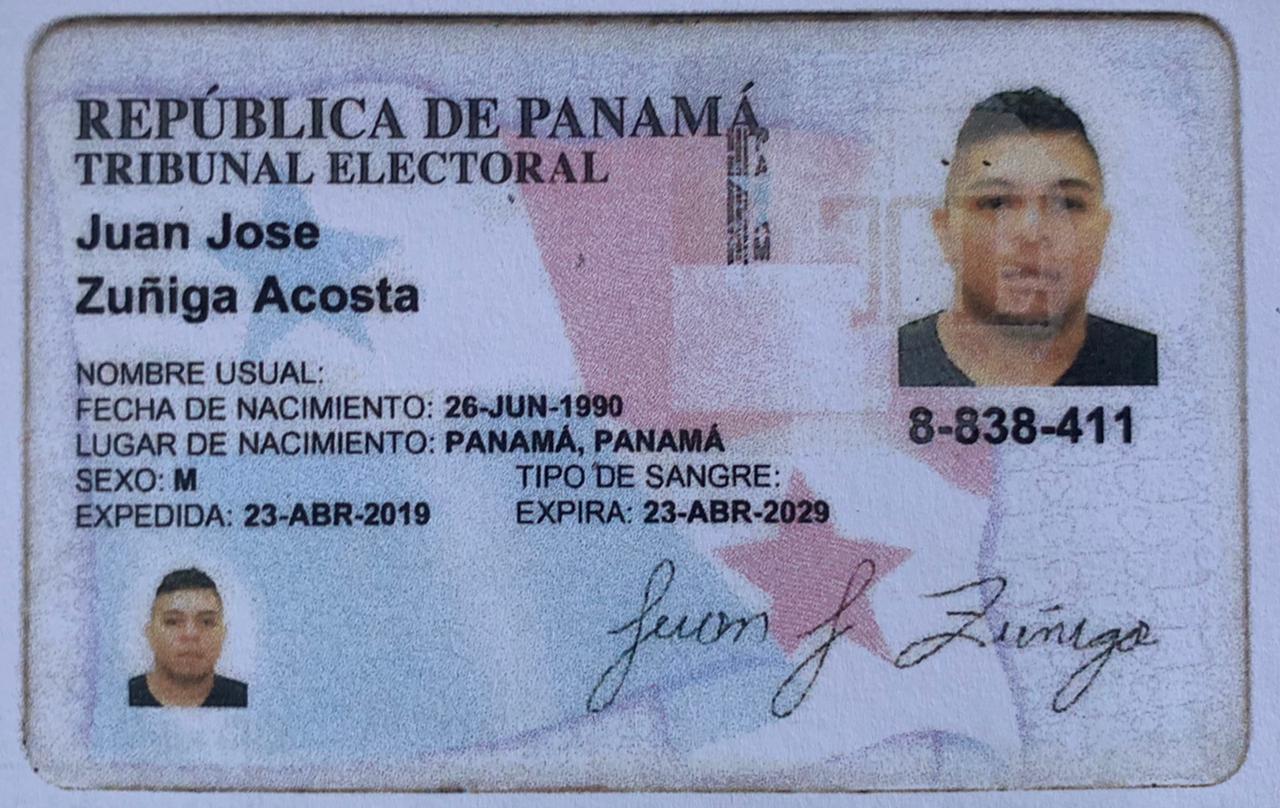 REPÚBLICA DE PANAMÁ
TRIBUNAL ELECTORAL
Juan Jose
Zuñiga Acosta
NOMBRE USUAL:
FECHA DE NACIMIENTO: 26-JUN-1990
LUGAR DE NACIMIENTO: PANAMÁ, PANAMÁ
SEXO: M TIPO DE SANGRE:
EXPEDIDA: 23-ABR-2019 EXPIRA: 23-ABR-2029
8-838-411
Juan J Zúñiga